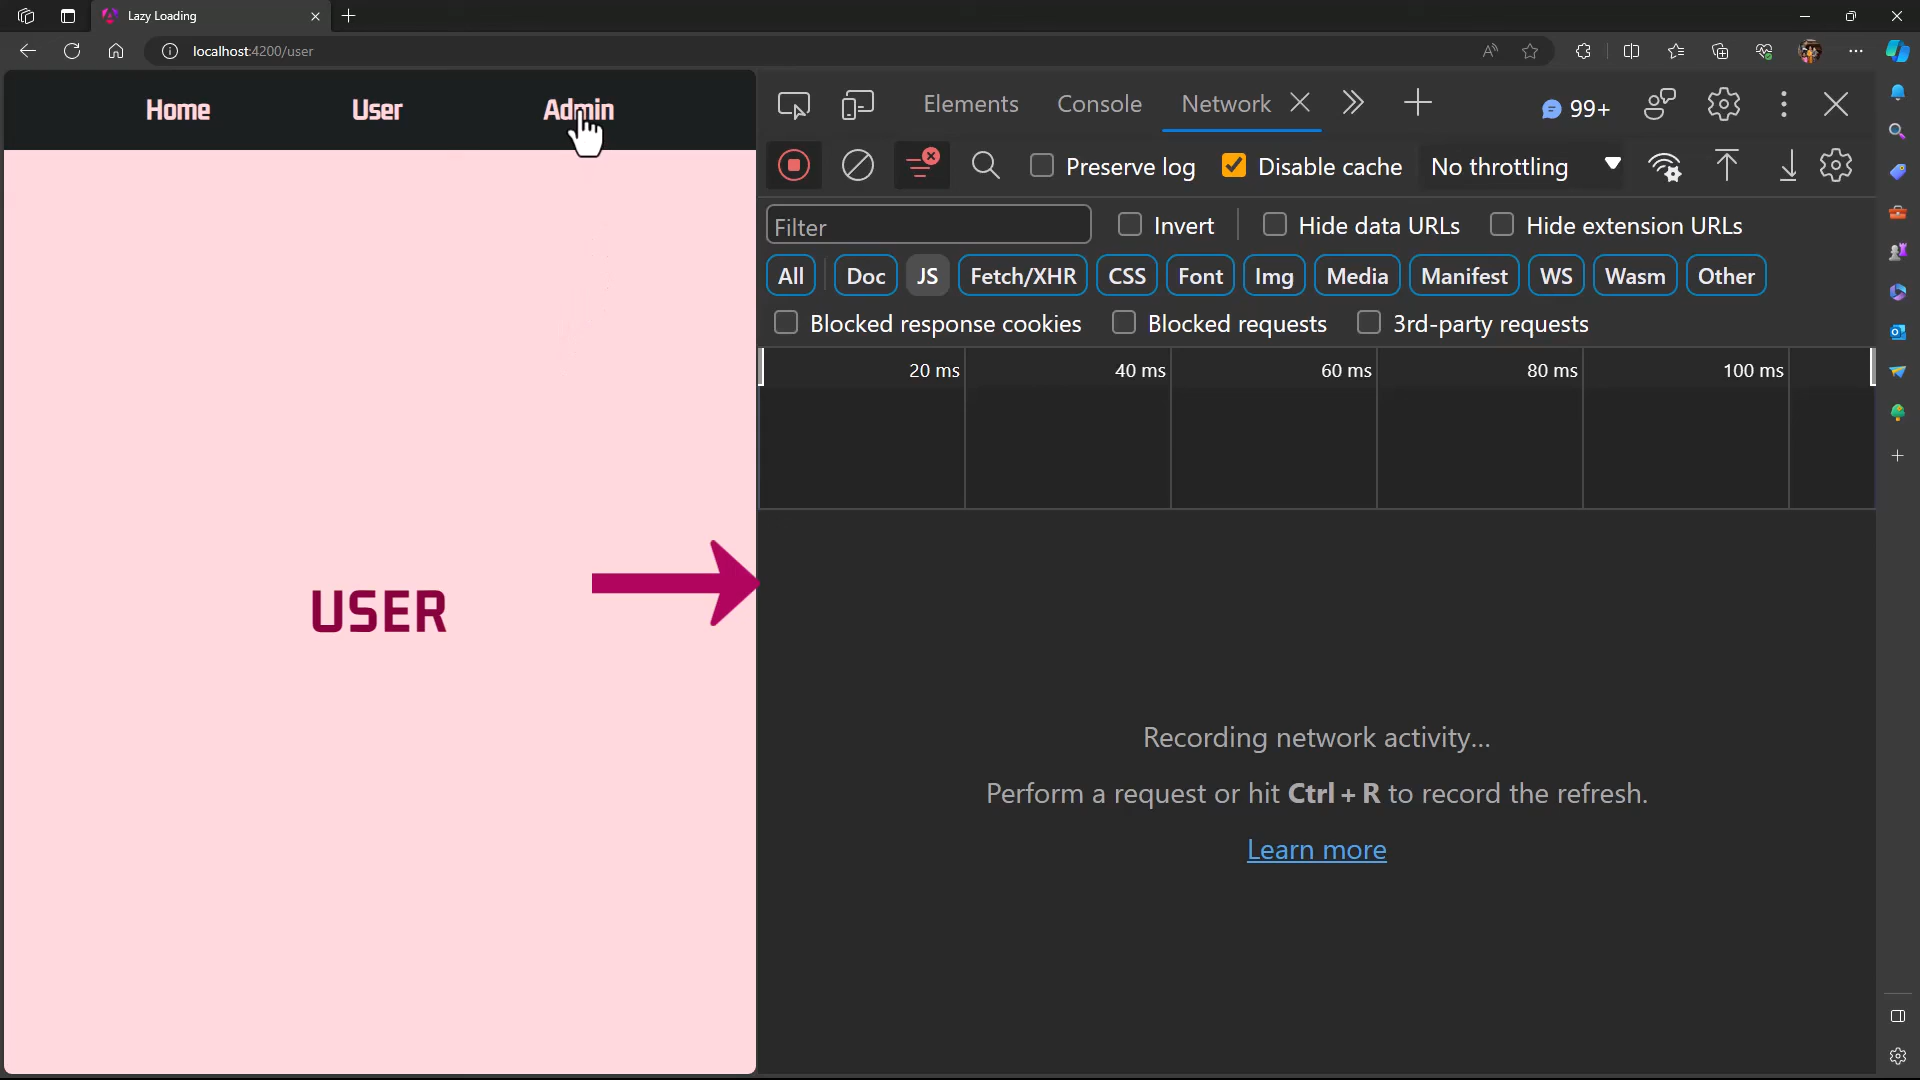 Lazy Loading
localhost:4200/user
Home User Admin
Elements Console Network 99+
Preserve log Disable cache No throttling
Filter Invert Hide data URLs Hide extension URLs
All Doc JS Fetch/XHR CSS Font Img Media Manifest WS Wasm Other
Blocked response cookies Blocked requests 3rd-party requests
20 ms 40 ms 60 ms 80 ms 100 ms
USER
Recording network activity...
Perform a request or hit Ctrl + R to record the refresh.
Learn more